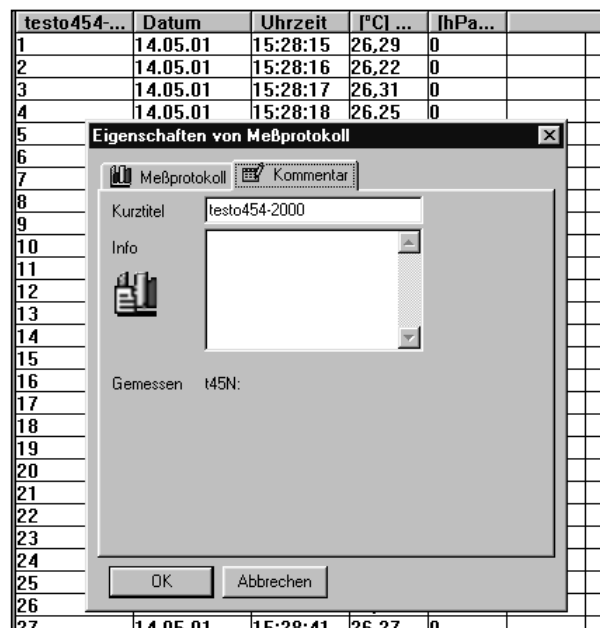 testo454-... Datum Uhrzeit [°C] ... [hPa...
1 14.05.01 15:28:15 26,29 0
2 14.05.01 15:28:16 26,22 0
3 14.05.01 15:28:17 26,31 0
4 14.05.01 15:28:18 26.25 0
5
Eigenschaften von Meßprotokoll
6
Meßprotokoll Kommentar
7
8
Kurztitel testo454-2000
9
10
Info
11
12
13
14
15
16
Gemessen t45N:
17
18
19
20
21
22
23
24
25
OK Abbrechen
26
27 14.05.01 15:28:41 26.27 0